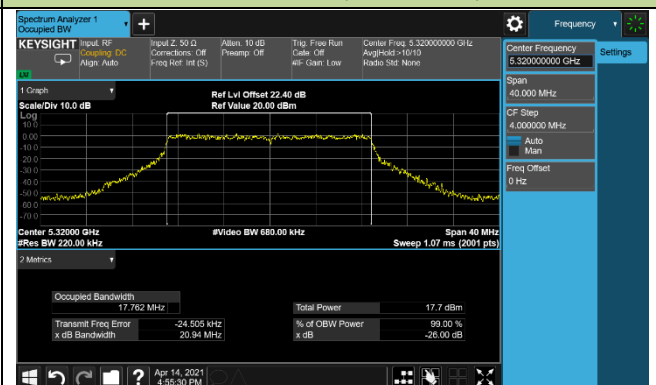 Spectrum Analyzer 1
Occupied BW
+
Frequency
KEYSIGHT
Input: RF
Coupling: DC
Align: Auto
Input Z: 50 Ω
Corrections: Off
Freq Ref: Int (S)
Atten: 10 dB
Preamp: Off
Trig: Free Run
Gate: Off
#IF Gain: Low
Center Freq: 5.320000000 GHz
Avg|Hold:>10/10
Radio Std: None
LXI
Center Frequency
5.320000000 GHz
Settings
Span
40.000 MHz
CF Step
4.000000 MHz
Auto
Man
Freq Offset
0 Hz
1 Graph
Scale/Div 10.0 dB
Ref Lvl Offset 22.40 dB
Ref Value 20.00 dBm
Log
10.0
0.00
-10.0
-20.0
-30.0
-40.0
-50.0
-60.0
-70.0
Center 5.32000 GHz
#Res BW 220.00 kHz
#Video BW 680.00 kHz
Span 40 MHz
Sweep 1.07 ms (2001 pts)
2 Metrics
Occupied Bandwidth
17.762 MHz
Total Power
17.7 dBm
Transmit Freq Error
-24.505 kHz
% of OBW Power
99.00 %
x dB Bandwidth
20.94 MHz
x dB
-26.00 dB
?
Apr 14, 2021
4:55:30 PM